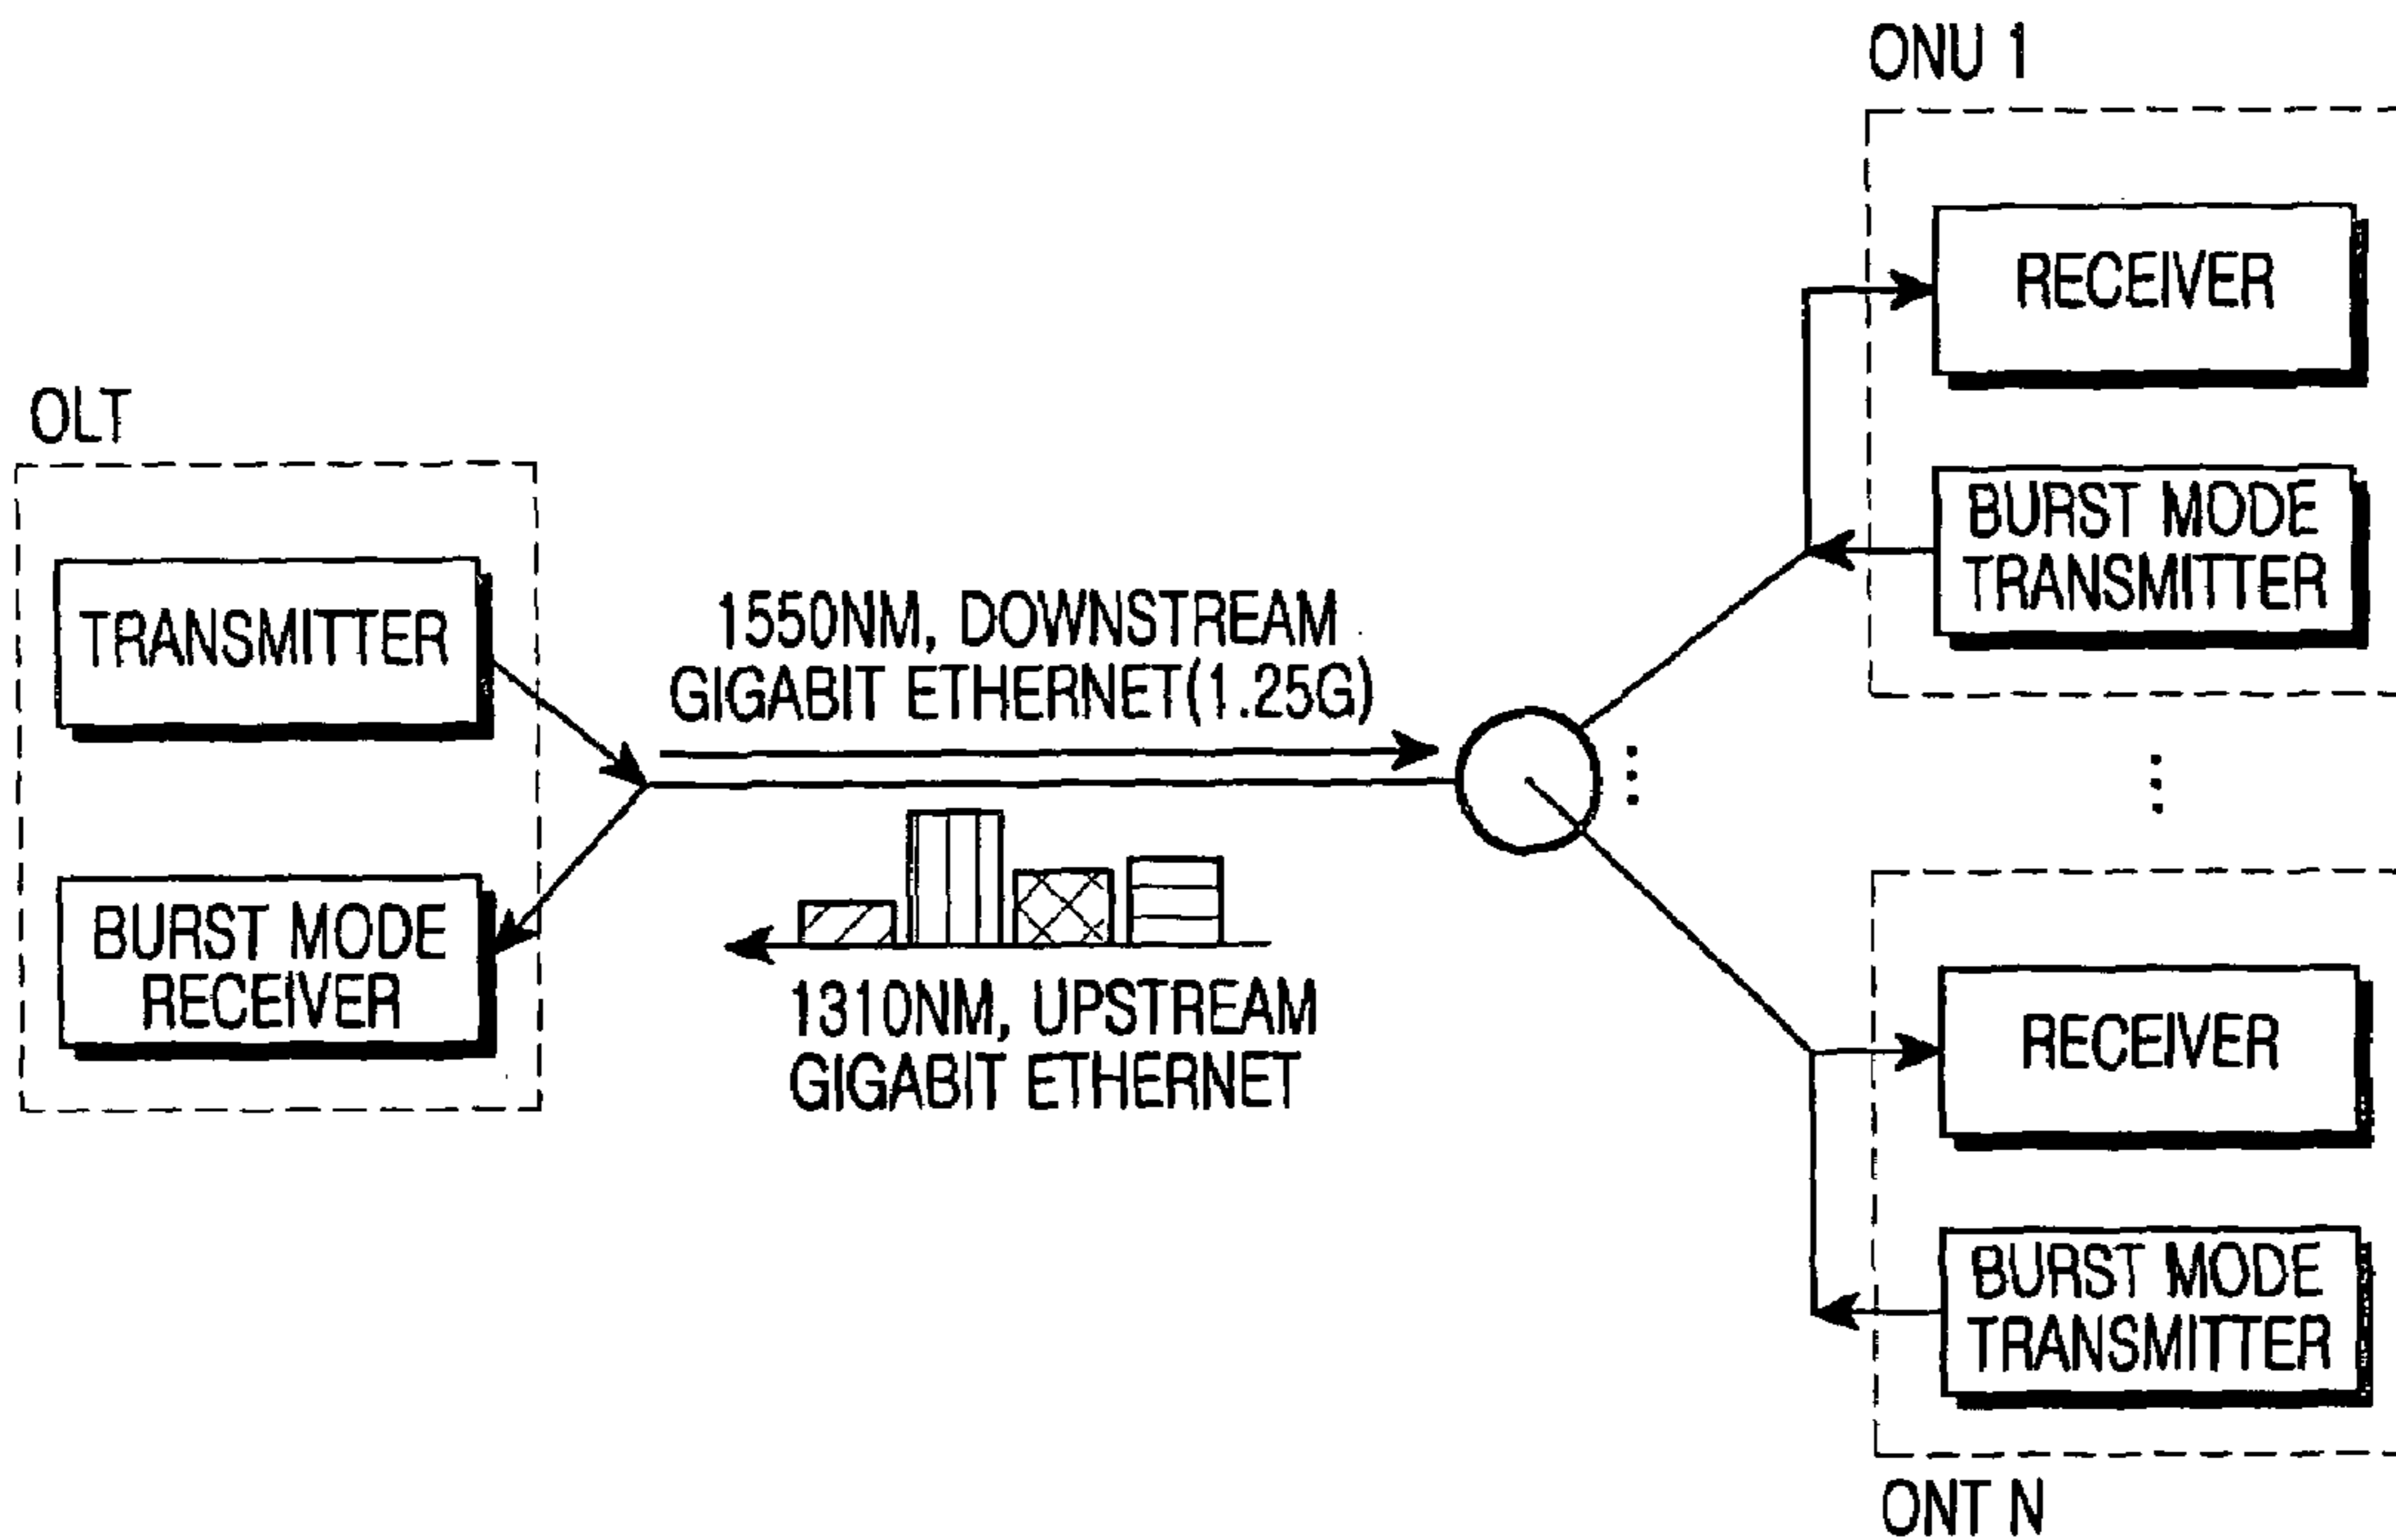 OLT
TRANSMITTER
BURST MODE
RECEIVER
1550NM, DOWNSTREAM
GIGABIT ETHERNET(1.25G)
1310NM, UPSTREAM
GIGABIT ETHERNET
ONU 1
RECEIVER
BURST MODE
TRANSMITTER
RECEIVER
BURST MODE
TRANSMITTER
ONT N